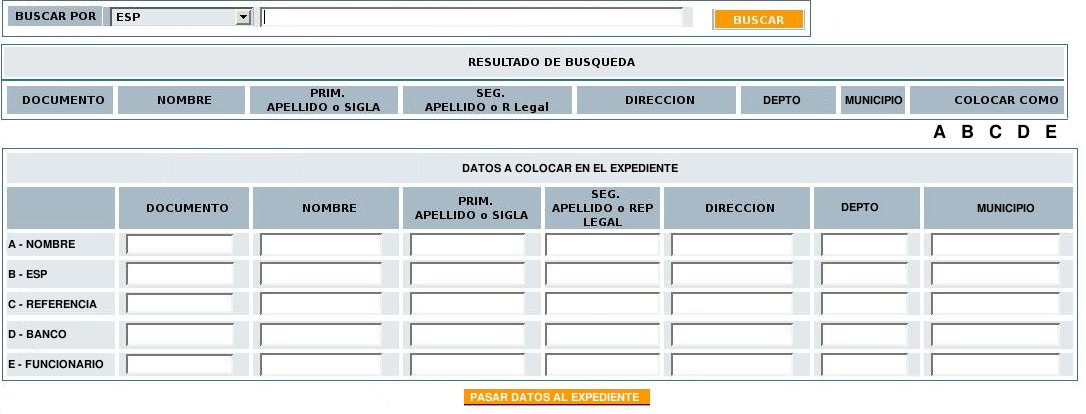 BUSCAR POR ESP BUSCAR
RESULTADO DE BUSQUEDA
DOCUMENTO NOMBRE PRIM. APELLIDO o SIGLA SEG. APELLIDO o R Legal DIRECCION DEPTO MUNICIPIO COLOCAR COMO
A B C D E
DATOS A COLOCAR EN EL EXPEDIENTE
DOCUMENTO NOMBRE PRIM. APELLIDO o SIGLA SEG. APELLIDO o REP LEGAL DIRECCION DEPTO MUNICIPIO
A - NOMBRE
B - ESP
C - REFERENCIA
D - BANCO
E - FUNCIONARIO
PASAR DATOS AL EXPEDIENTE